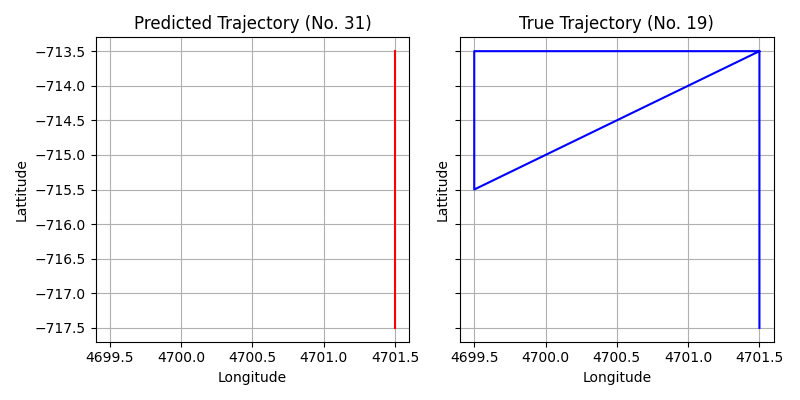 Predicted Trajectory (No. 31)
True Trajectory (No. 19)
−713.5
−714.0
−714.5
−715.0
−715.5
−716.0
−716.5
−717.0
−717.5
Lattitude
Lattitude
4699.5 4700.0 4700.5 4701.0 4701.5
4699.5 4700.0 4700.5 4701.0 4701.5
Longitude
Longitude